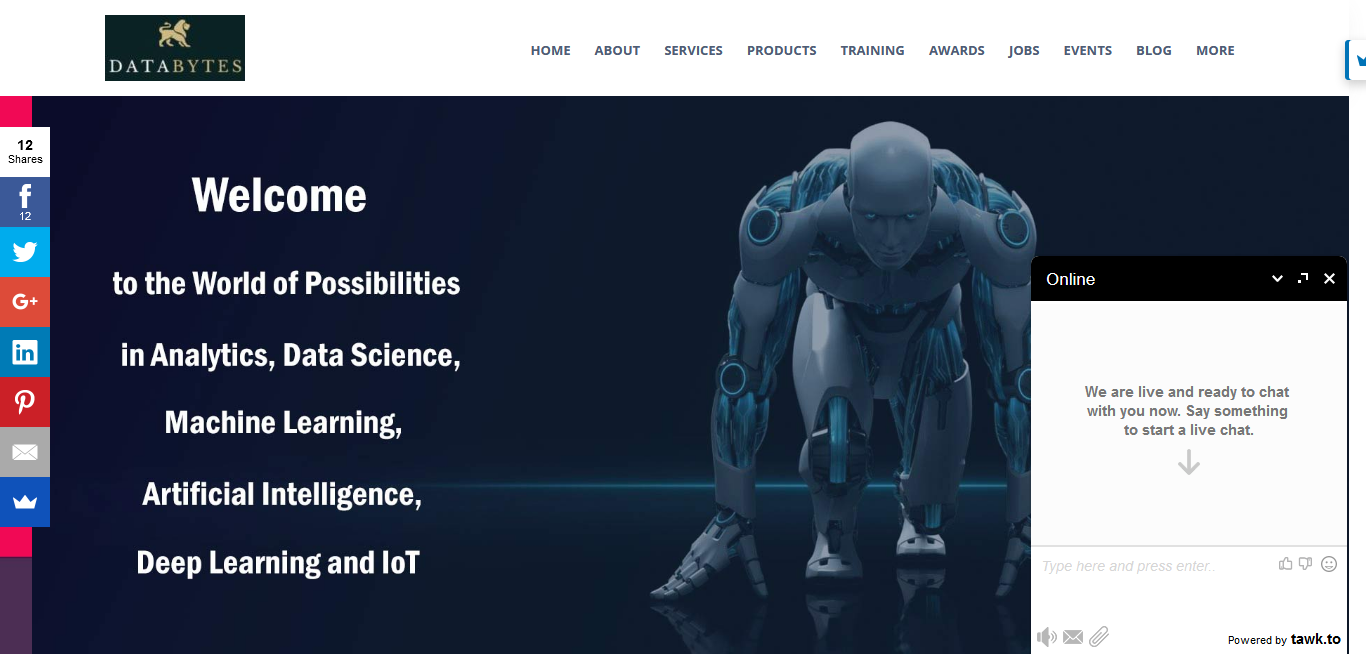 DATABYTES
HOME ABOUT SERVICES PRODUCTS TRAINING AWARDS JOBS EVENTS BLOG MORE
12
Shares
f
12
G+
in
Welcome
to the World of Possibilities
in Analytics, Data Science,
Machine Learning,
Artificial Intelligence,
Deep Learning and IoT
Online
We are live and ready to chat
with you now. Say something
to start a live chat.
Type here and press enter..
Powered by tawk.to